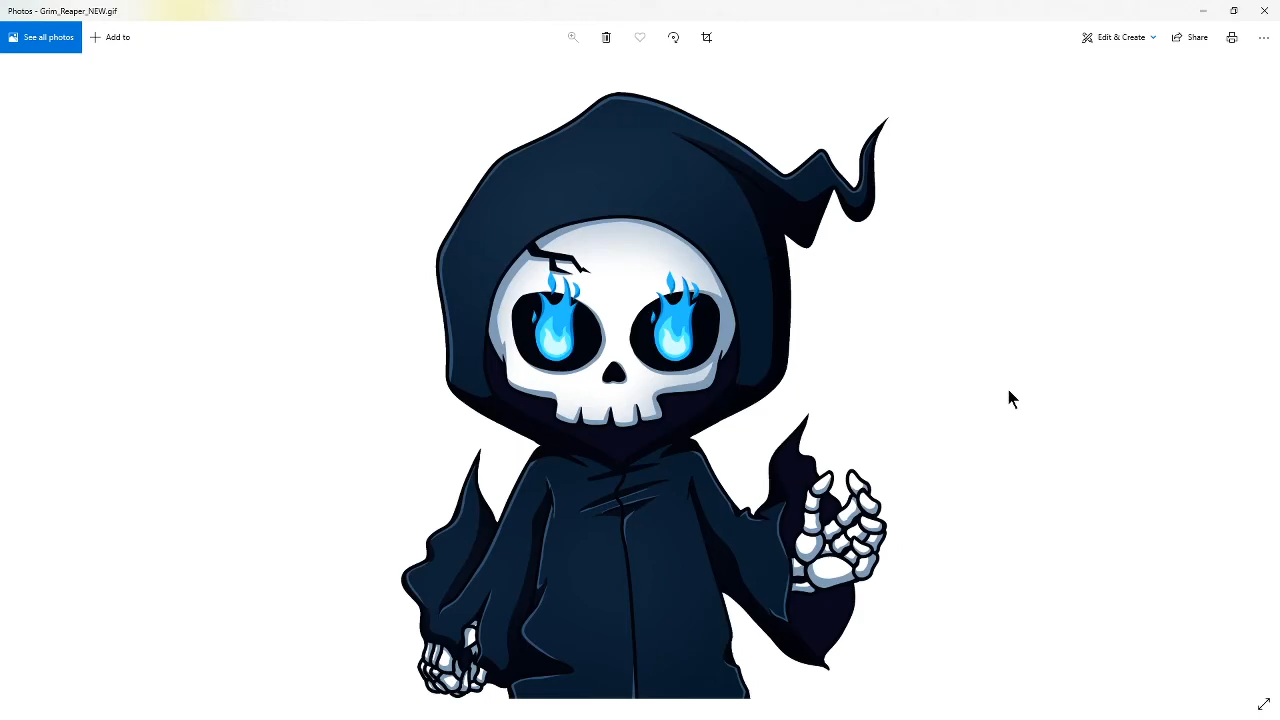 Photos - Grim_Reaper_NEW.gif
See all photos
Add to
Edit & Create
Share